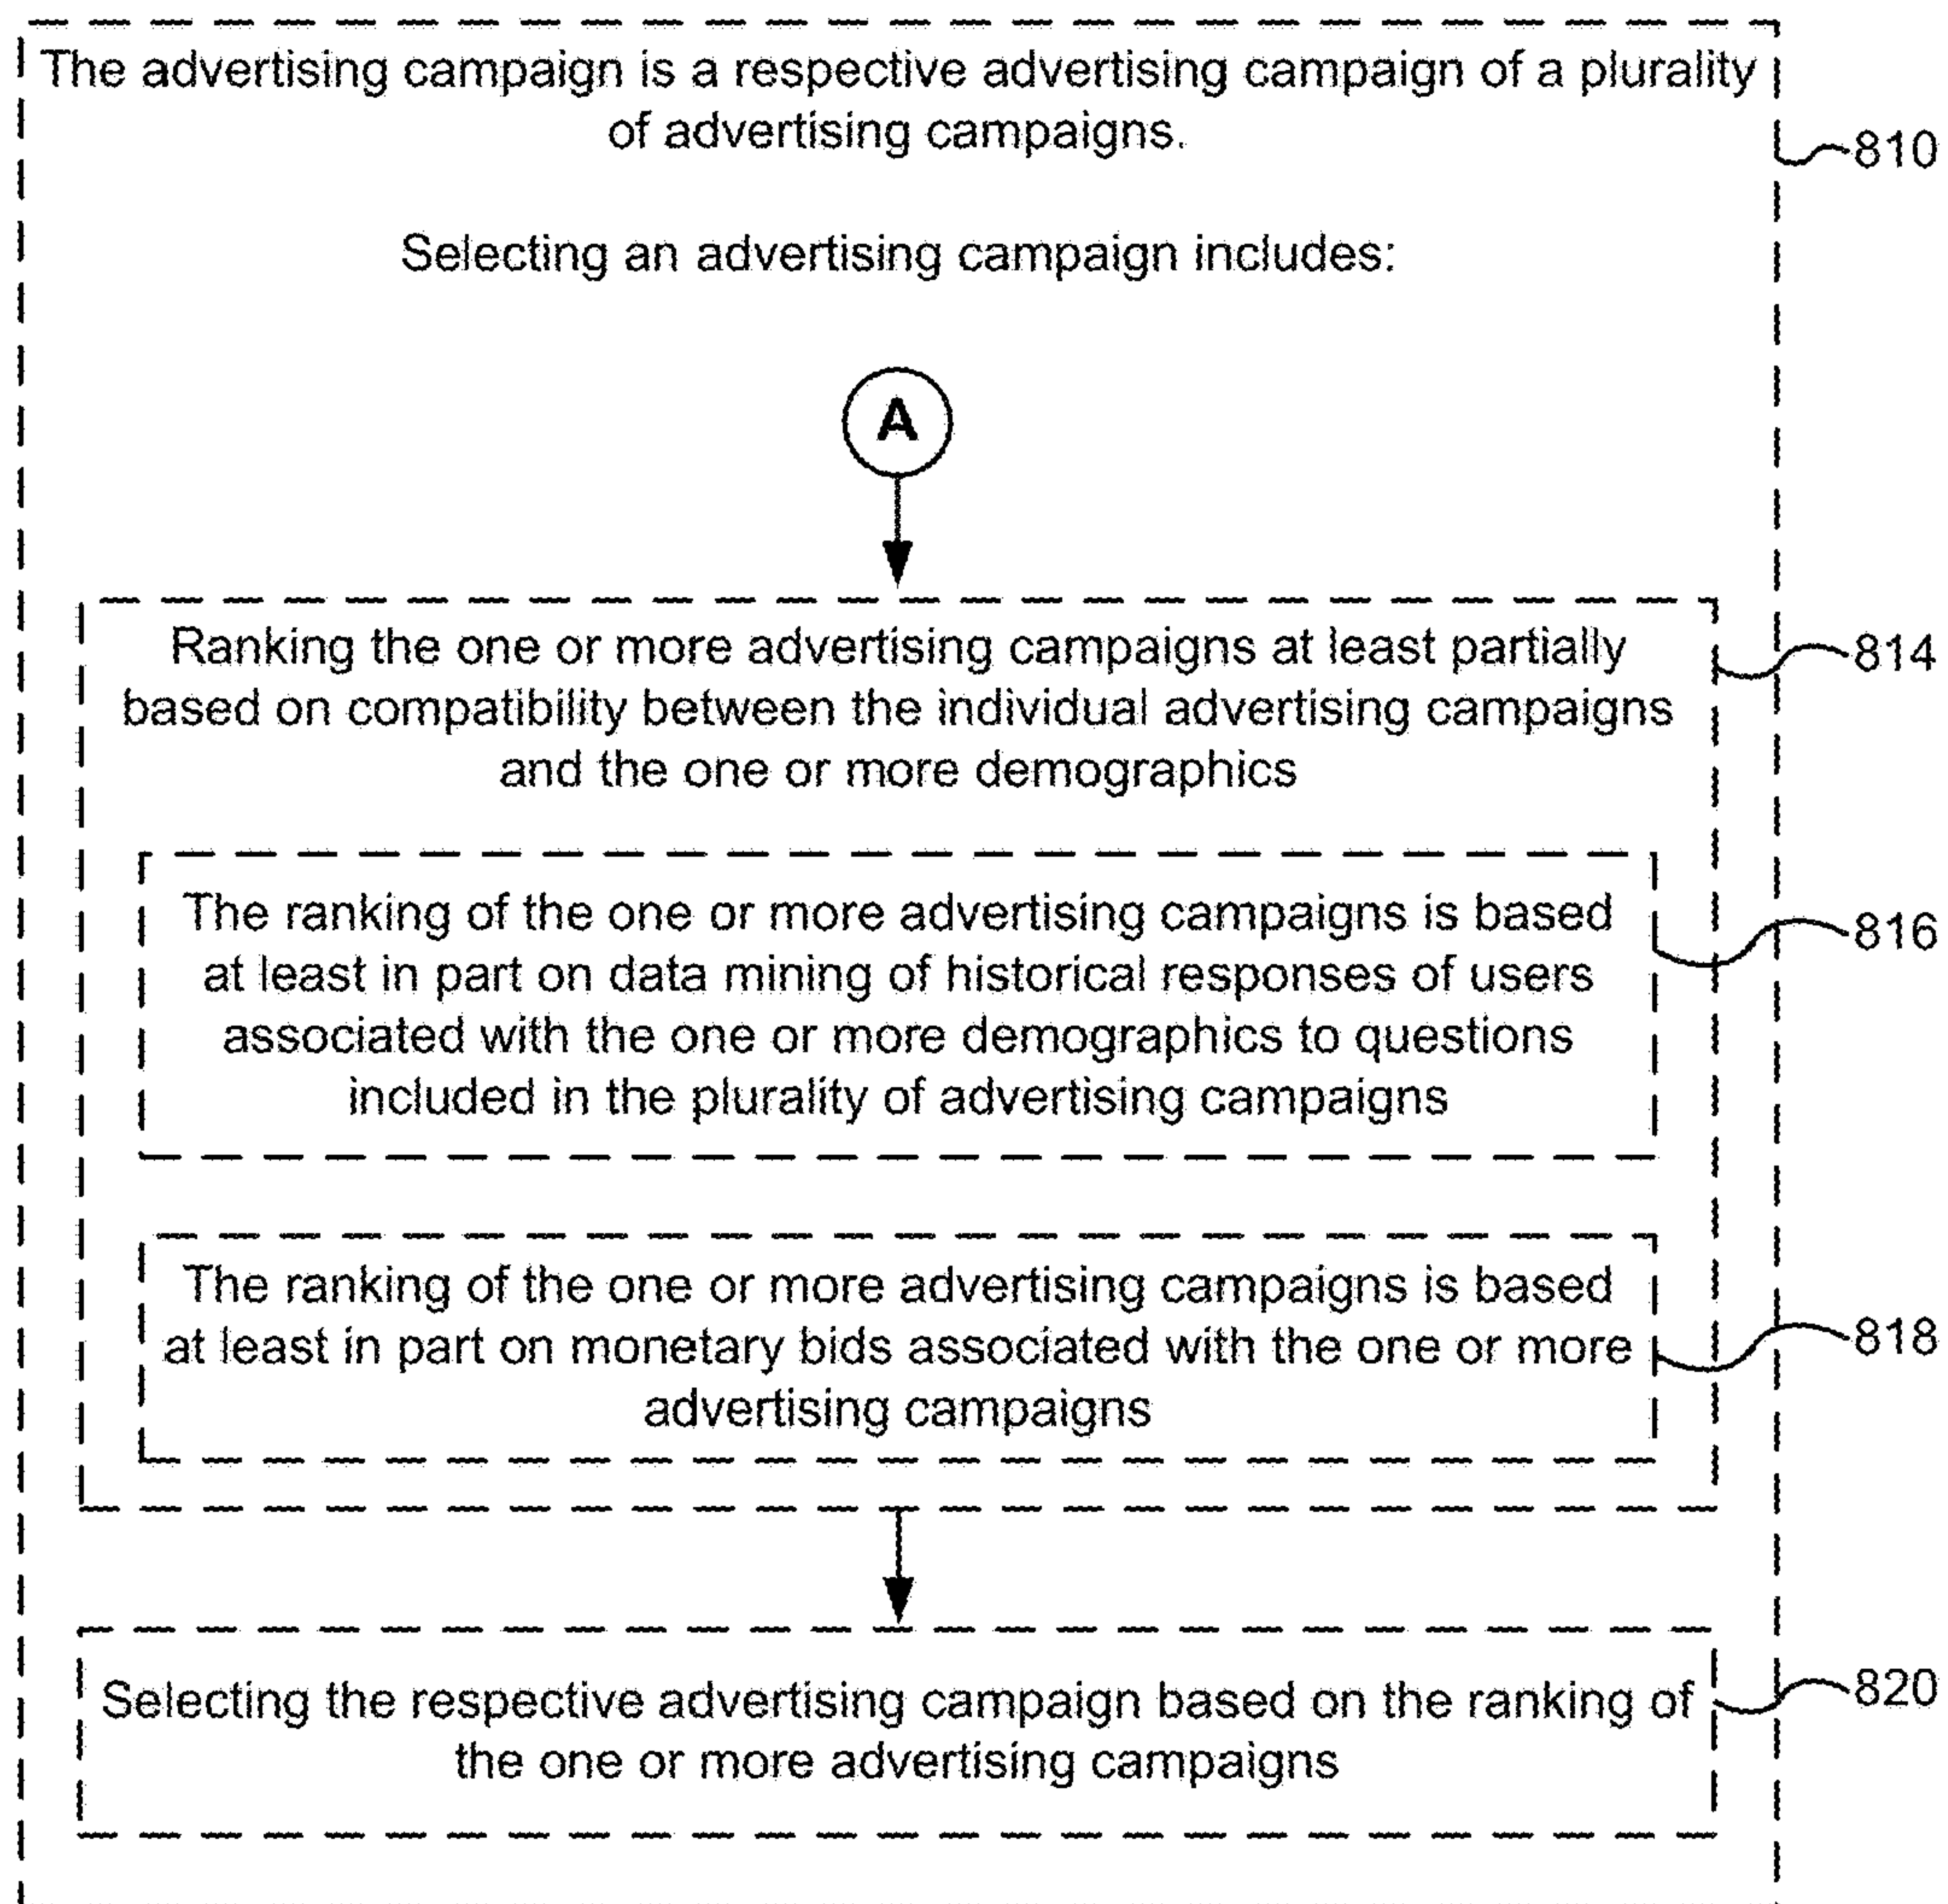 The advertising campaign is a respective advertising campaign of a plurality
of advertising campaigns.
810
Selecting an advertising campaign includes:
A
Ranking the one or more advertising campaigns at least partially
814
based on compatibility between the individual advertising campaigns
and the one or more demographics
The ranking of the one or more advertising campaigns is based
816
at least in part on data mining of historical responses of users
associated with the one or more demographics to questions
included in the plurality of advertising campaigns
The ranking of the one or more advertising campaigns is based
at least in part on monetary bids associated with the one or more
818
advertising campaigns
Selecting the respective advertising campaign based on the ranking of
820
the one or more advertising campaigns